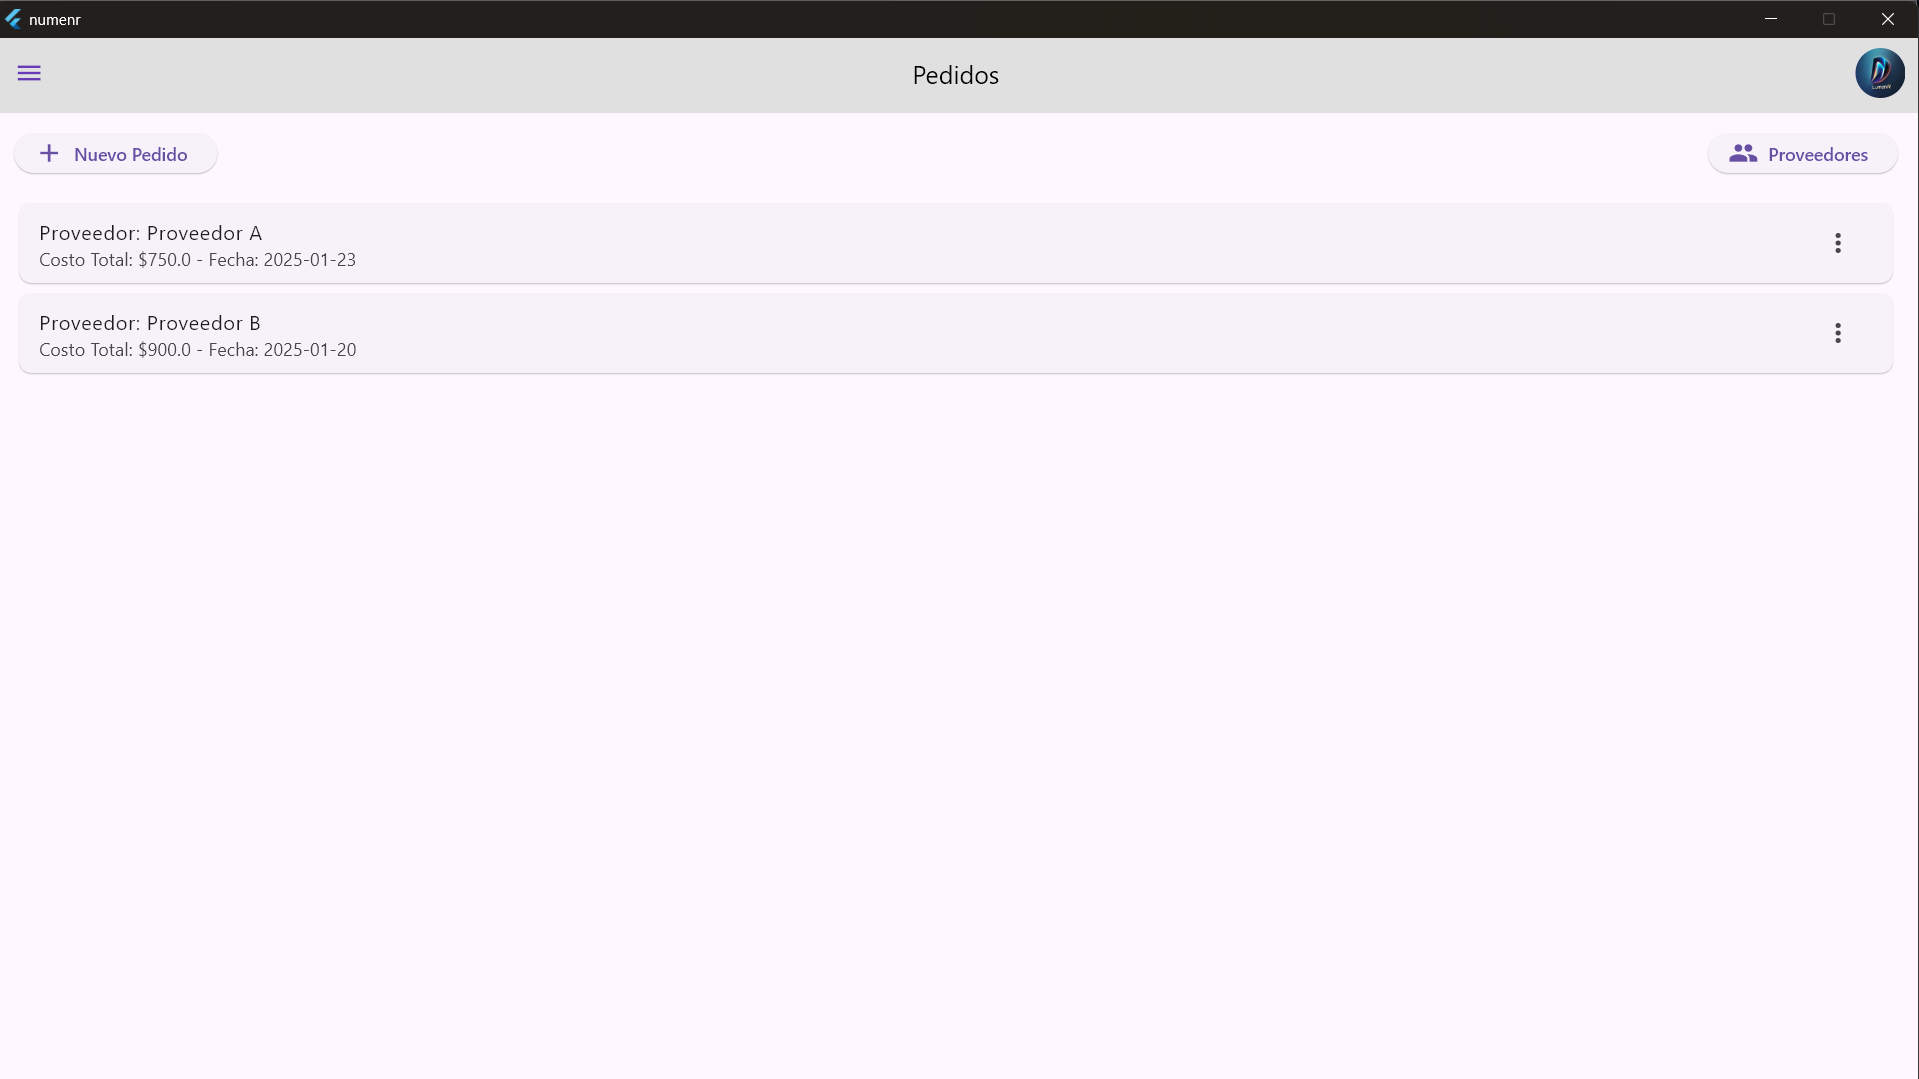 numenr
Pedidos
Nuevo Pedido
Proveedores
Proveedor: Proveedor A
Costo Total: $750.0 - Fecha: 2025-01-23
Proveedor: Proveedor B
Costo Total: $900.0 - Fecha: 2025-01-20